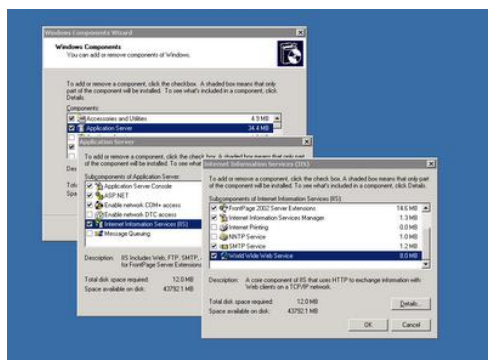 Windows Components Wizard
Windows Components
You can add or remove components of Windows.
To add or remove a component, click the checkbox. A shaded box means that only
part of the component will be installed. To see what's included in a component, click
Details.
Components:
Accessories and Utilities 4.9 MB
Application Server 34.4 MB
Application Server
To add or remove a component, click the check box. A shaded box means that only part
of the component will be installed. To see what
Subcomponents of Application Server:
Application Server Console
ASP.NET
Enable network COM+ access
Enable network DTC access
Internet Information Services (IIS)
Message Queuing
Description: IIS Includes Web, FTP, SMTP,
for FrontPage Server Extensions
Total disk space required: 12.0 MB
Space available on disk: 43792.1 MB
Internet Information Services (IIS)
To add or remove a component, click the check box. A shaded box means that only part
of the component will be installed. To see what's included in a component, click Details.
Subcomponents of Internet Information Services (IIS):
FrontPage 2002 Server Extensions 14.6 MB
Internet Information Services Manager 1.3 MB
Internet Printing 0.0 MB
NNTP Service 1.0 MB
SMTP Service 1.2 MB
World Wide Web Service 8.0 MB
Description: A core component of IIS that uses HTTP to exchange information with
Web clients on a TCP/IP network.
Total disk space required: 12.0 MB
Space available on disk: 43792.1 MB
Details...
OK Cancel